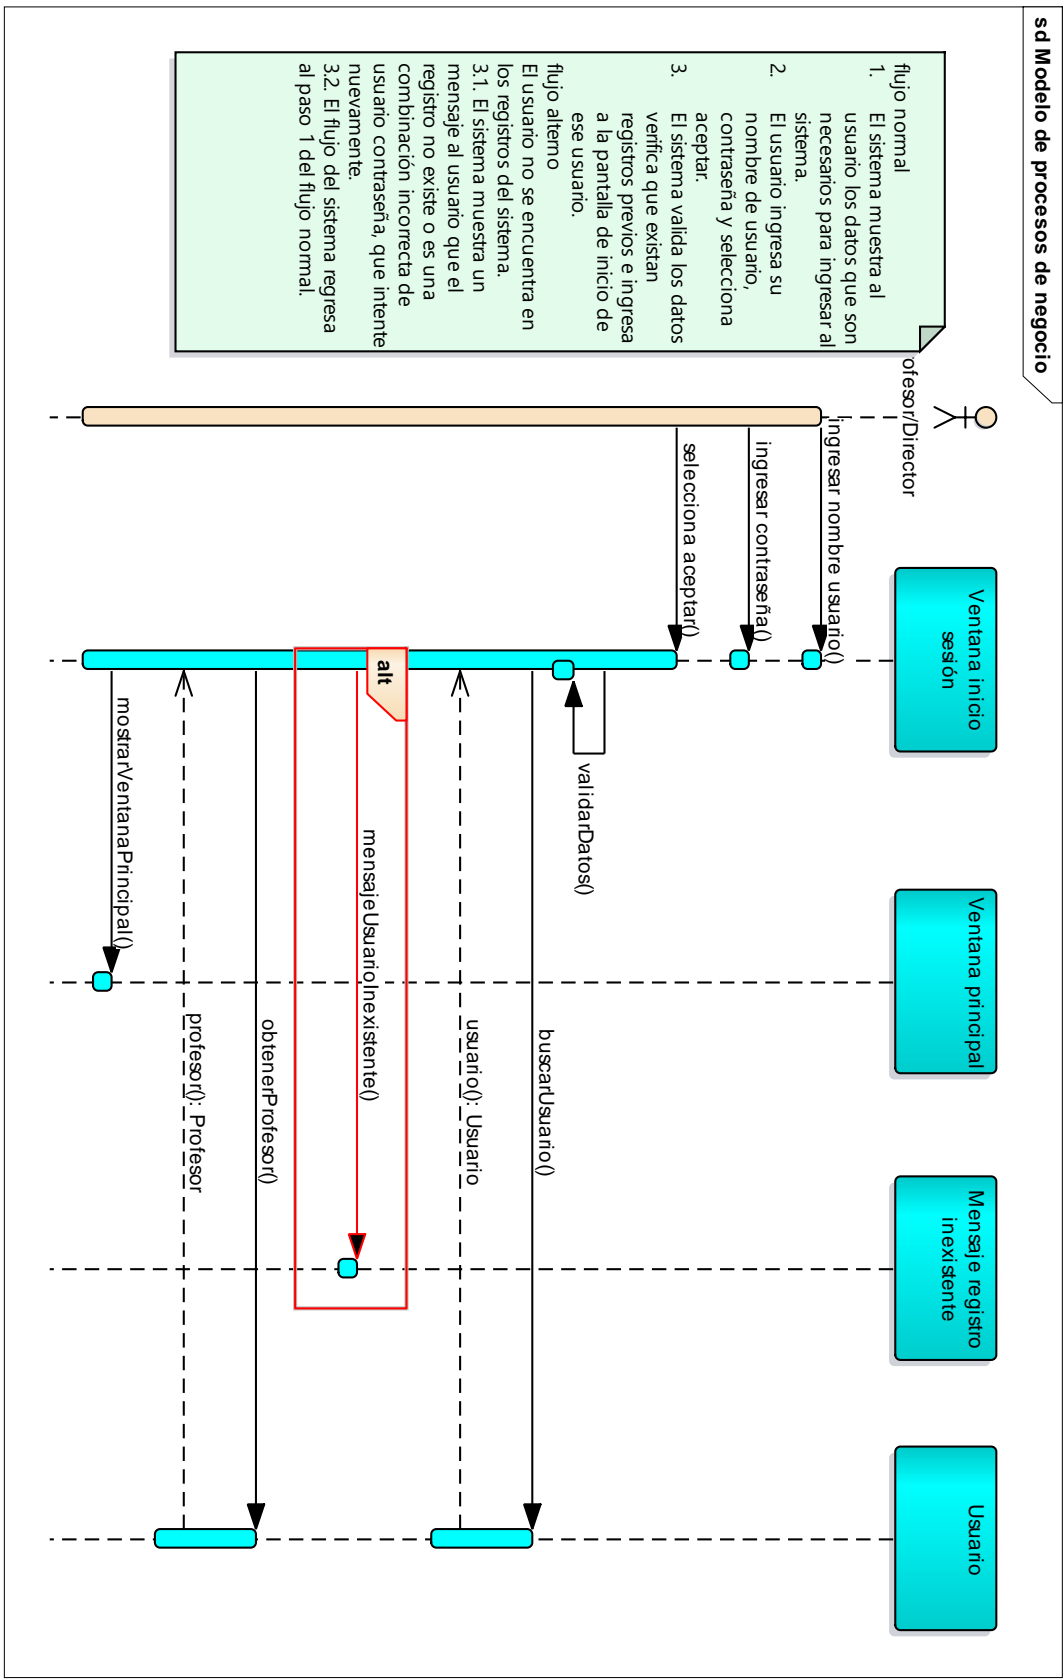 sd Modelo de procesos de negocio
flujo normal
1. El sistema muestra al
usuario los datos que son
necesarios para ingresar al
sistema.
2. El usuario ingresa su
nombre de usuario,
contraseña y selecciona
aceptar.
3. El sistema valida los datos
verifica que existan
registros previos e ingresa
a la pantalla de inicio de
ese usuario.
flujo alterno
El usuario no se encuentra en
los registros del sistema.
3.1. El sistema muestra un
mensaje al usuario que el
registro no existe o es una
combinación incorrecta de
usuario contraseña, que intente
nuevamente.
3.2. El flujo del sistema regresa
al paso 1 del flujo normal.
ofesor/Director
Ventana inicio
sesión
Ventana principal
Mensaje registro
inexistente
Usuario
ingresar nombre usuario()
ingresar contraseña()
selecciona aceptar()
validarDatos()
buscarUsuario()
usuario(): Usuario
alt
mensajeUsuarioInexistente()
obtenerProfesor()
profesor(): Profesor
mostrarVentanaPrincipal()